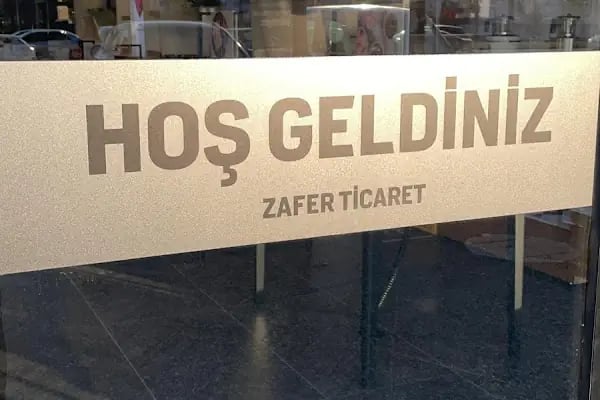 HOŞ GELDİNİZ
ZAFER TİCARET